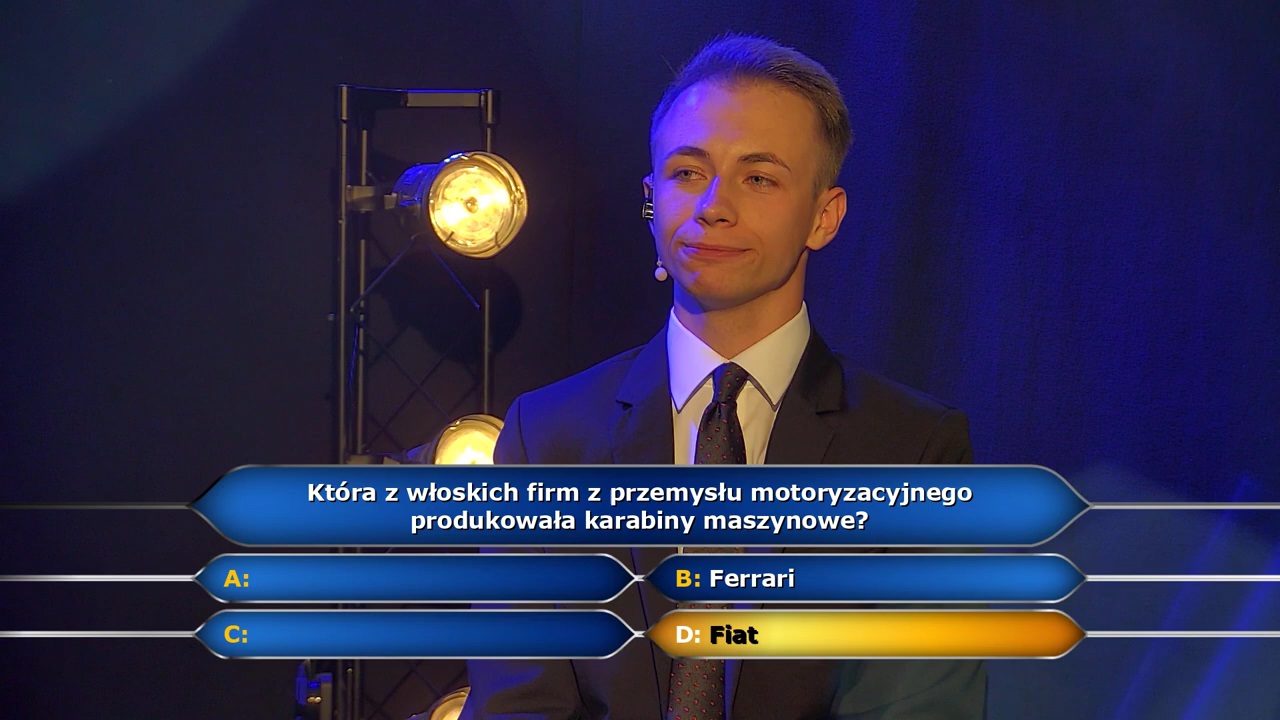 Która z włoskich firm z przemysłu motoryzacyjnego
produkowała karabiny maszynowe?
A:
B: Ferrari
C:
D: Fiat